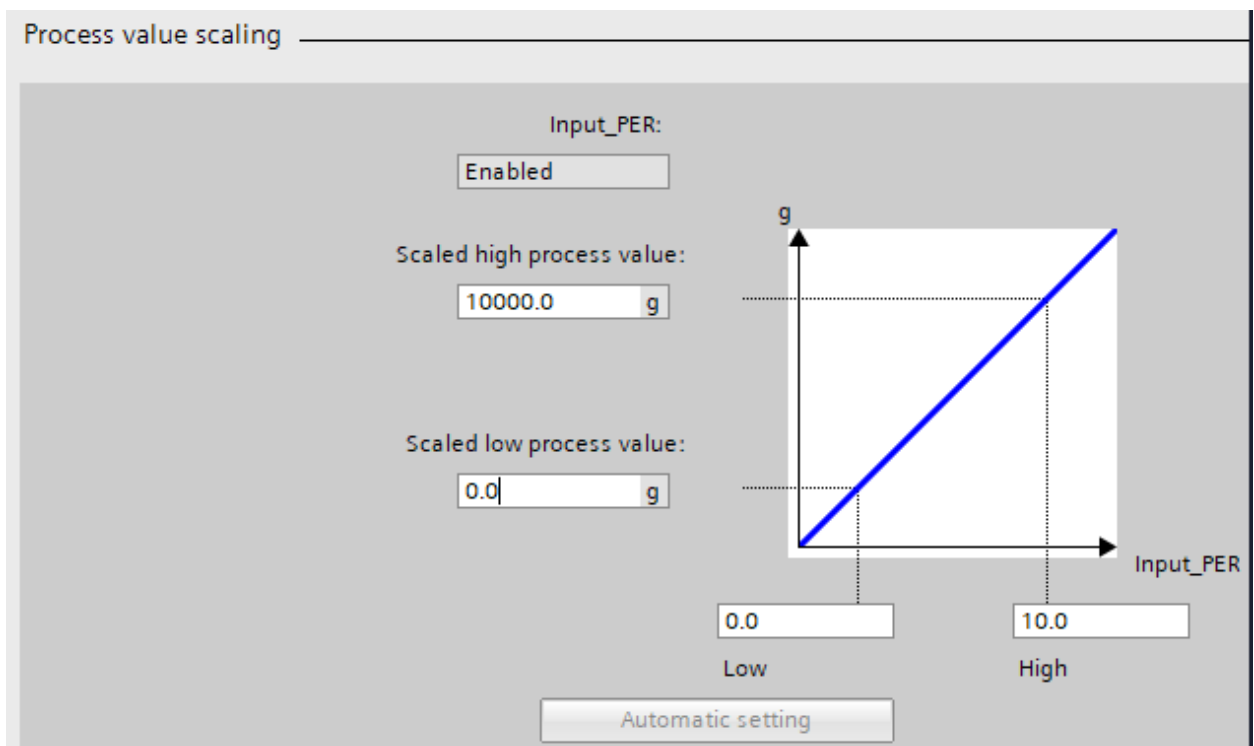 Process value scaling
Input_PER:
Enabled
g
Scaled high process value:
10000.0 g
Scaled low process value:
0.0 g
Input_PER
0.0 10.0
Low High
Automatic setting